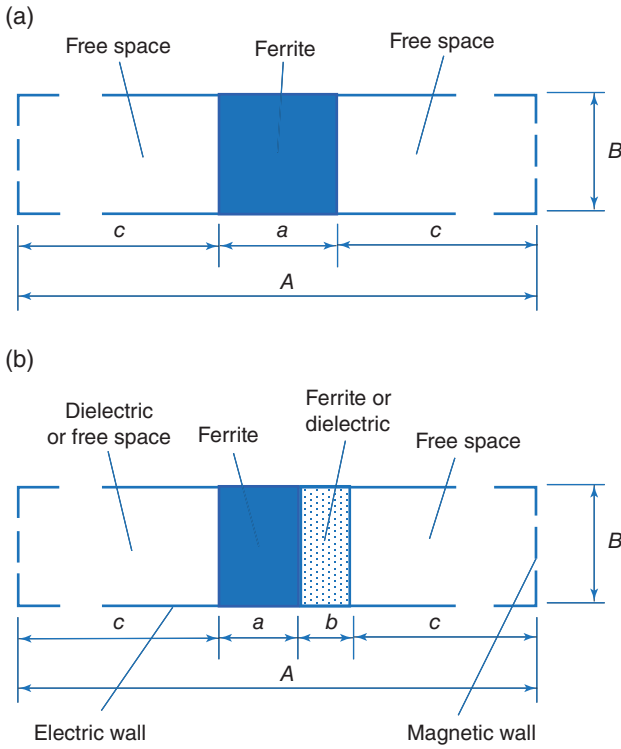 (a)
Free space
Ferrite
Free space
B
c
a
c
A
(b)
Dielectric
or free space
Ferrite
Ferrite or
dielectric
Free space
B
c
a
b
c
A
Electric wall
Magnetic wall